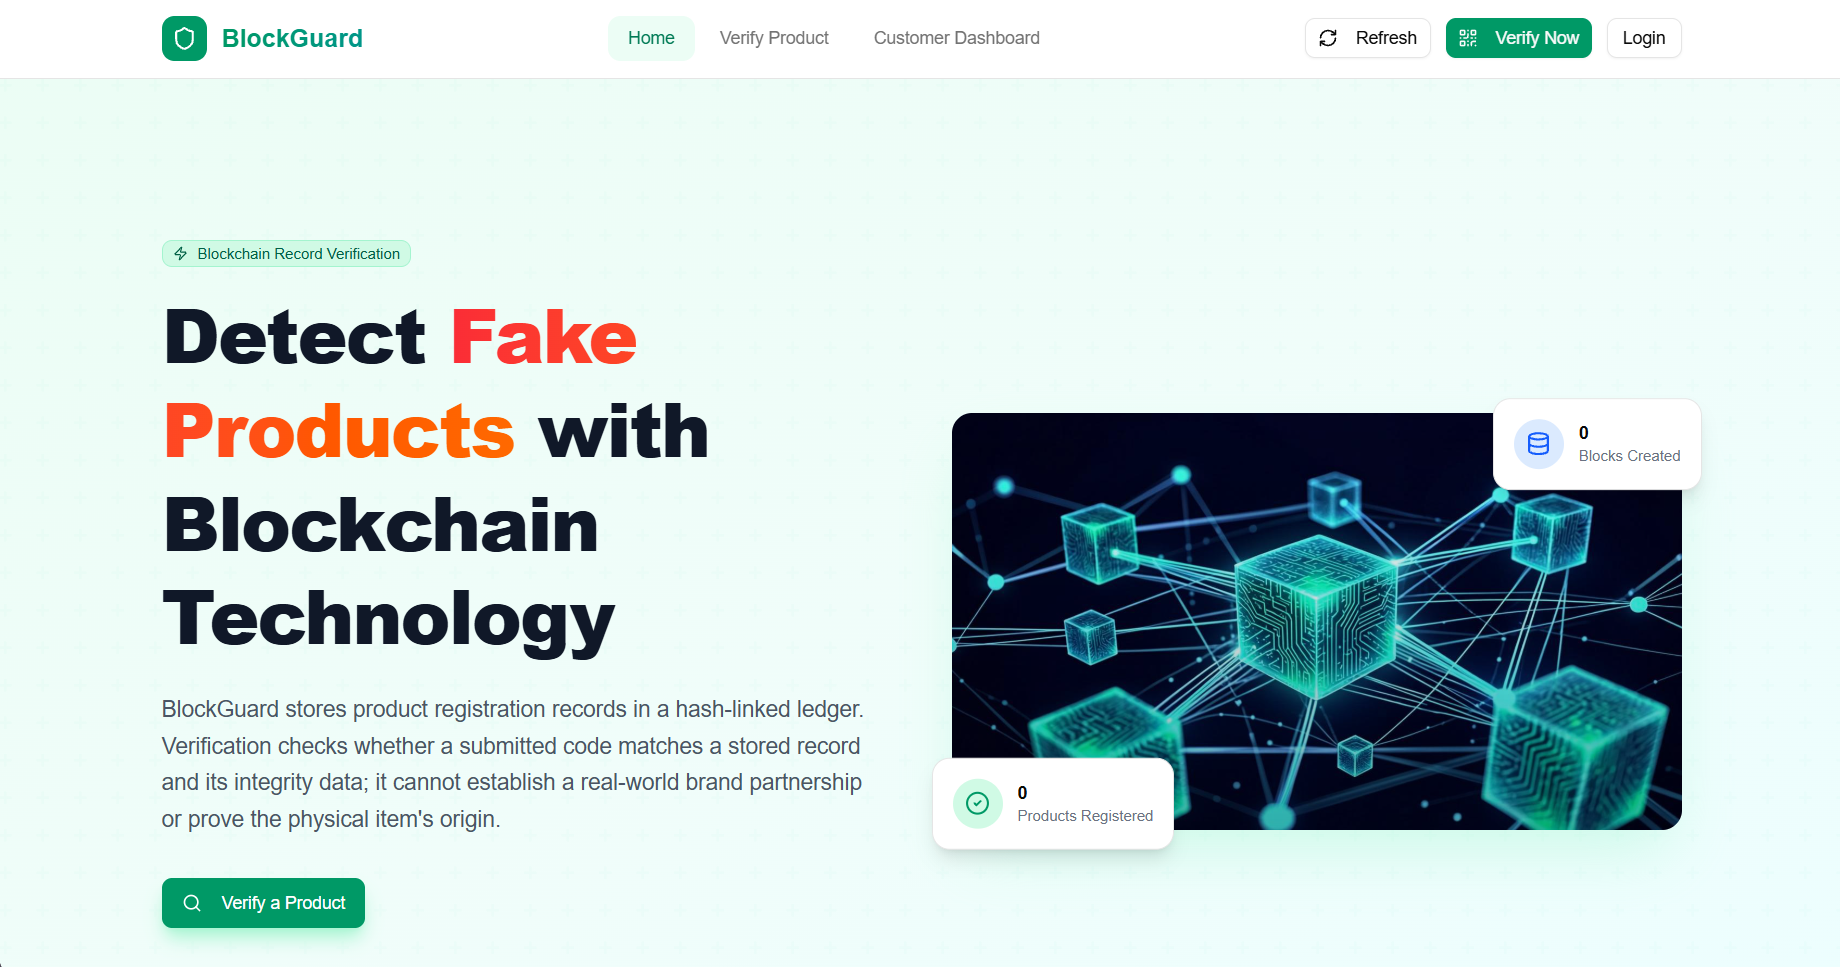 BlockGuard
Home
Verify Product
Customer Dashboard
Refresh
Verify Now
Login
Blockchain Record Verification
Detect Fake
Products with
Blockchain
Technology
BlockGuard stores product registration records in a hash-linked ledger.
Verification checks whether a submitted code matches a stored record
and its integrity data; it cannot establish a real-world brand partnership
or prove the physical item's origin.
Verify a Product
0
Blocks Created
0
Products Registered